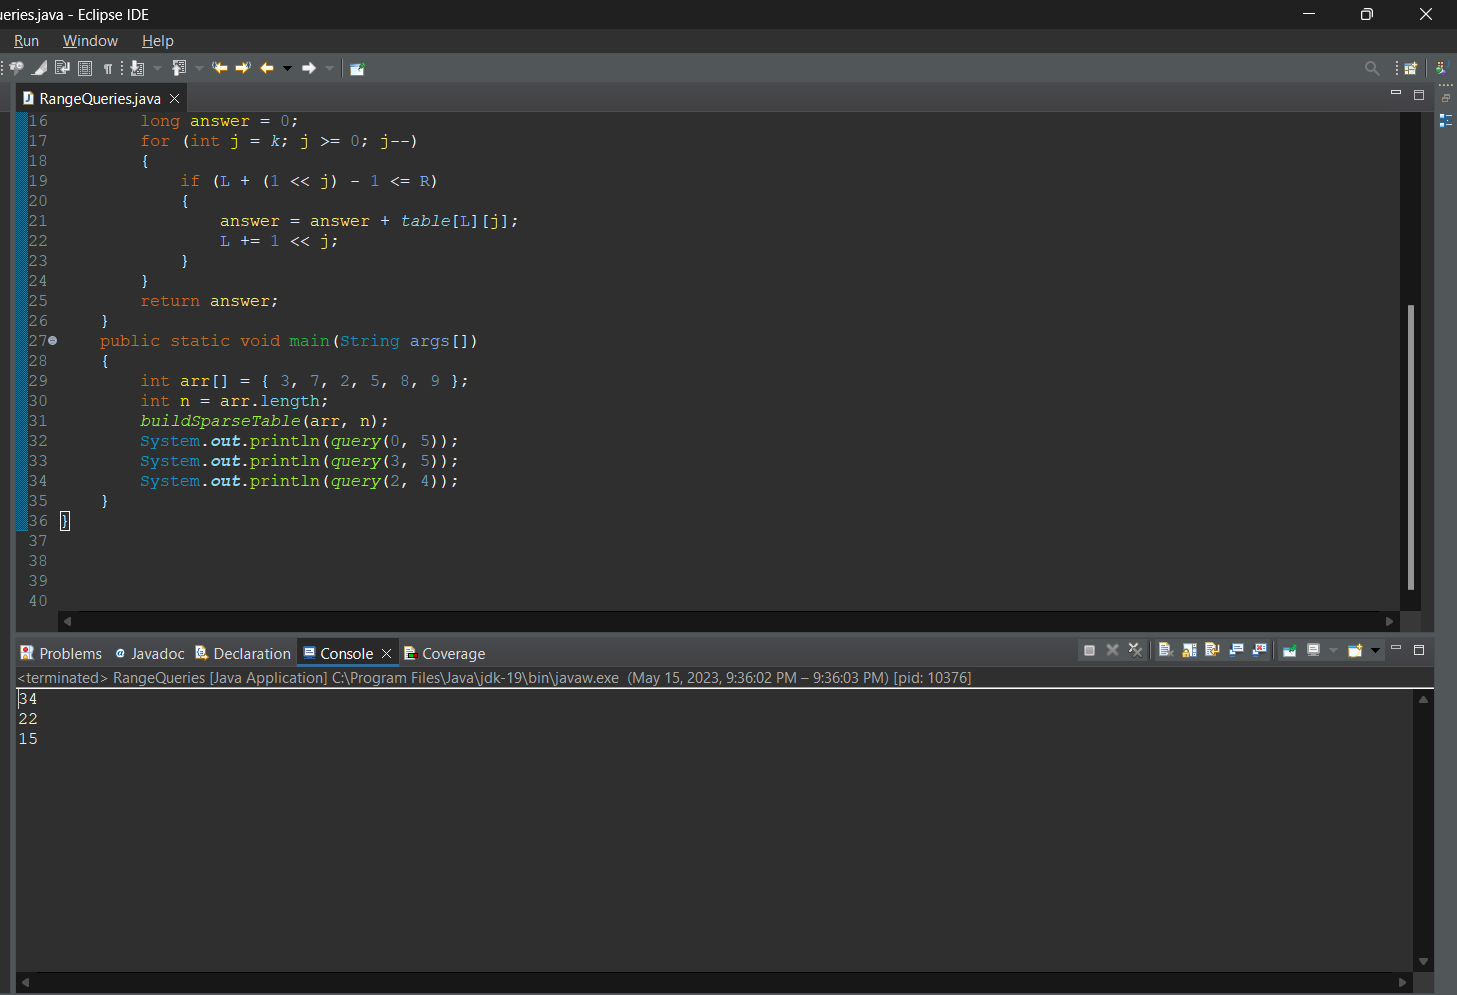 ueries.java - Eclipse IDE
Run Window Help
RangeQueries.java
16 long answer = 0;
17 for (int j = k; j >= 0; j--)
18 {
19 if (L + (1 << j) - 1 <= R)
20 {
21 answer = answer + table[L][j];
22 L += 1 << j;
23 }
24 }
25 return answer;
26 }
27 public static void main(String args[])
28 {
29 int arr[] = { 3, 7, 2, 5, 8, 9 };
30 int n = arr.length;
31 buildSparseTable(arr, n);
32 System.out.println(query(0, 5));
33 System.out.println(query(3, 5));
34 System.out.println(query(2, 4));
35 }
36 }
37
38
39
40
Problems Javadoc Declaration Console Coverage
<terminated> RangeQueries [Java Application] C:\Program Files\Java\jdk-19\bin\javaw.exe (May 15, 2023, 9:36:02 PM – 9:36:03 PM) [pid: 10376]
34
22
15